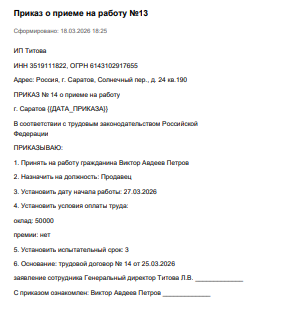 Приказ о приеме на работу №13
Сформировано: 18.03.2026 18:25
ИП Титова
ИНН 3519111822, ОГРН 6143102917655
Адрес: Россия, г. Саратов, Солнечный пер., д. 24 кв.190
ПРИКАЗ № 14 о приеме на работу
г. Саратов {{ДАТА_ПРИКАЗА}}
В соответствии с трудовым законодательством Российской
Федерации
ПРИКАЗЫВАЮ:
1. Принять на работу гражданина Виктор Авдеев Петров
2. Назначить на должность: Продавец
3. Установить дату начала работы: 27.03.2026
4. Установить условия оплаты труда:
оклад: 50000
премии: нет
5. Установить испытательный срок: 3
6. Основание: трудовой договор № 14 от 25.03.2026
заявление сотрудника Генеральный директор Титова Л.В. _____________
С приказом ознакомлен: Виктор Авдеев Петров _____________